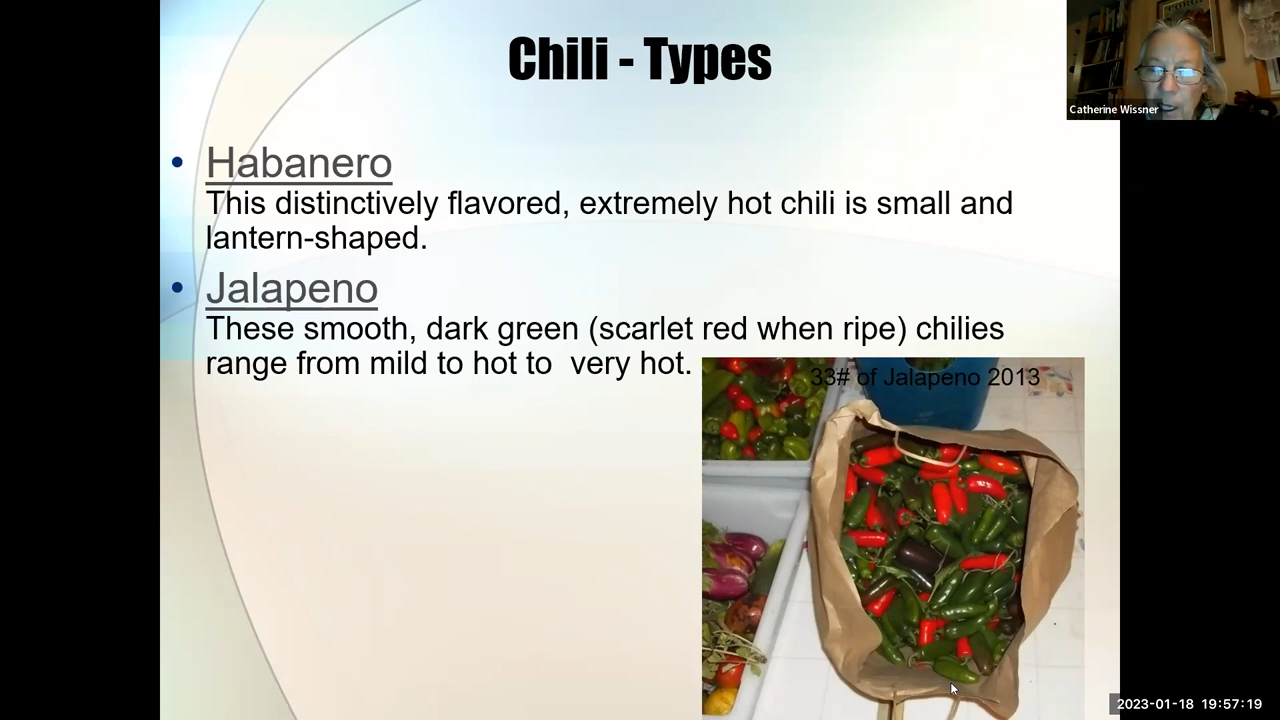 Chili - Types
Catherine Wissner
• Habanero
This distinctively flavored, extremely hot chili is small and
lantern-shaped.
• Jalapeno
These smooth, dark green (scarlet red when ripe) chilies
range from mild to hot to  very hot.
33# of Jalapeno 2013
2023-01-18 19:57:19